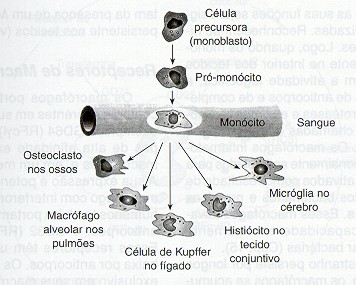 Célula
precursora
(monoblasto)
Pró-monócito
Monócito
Sangue
Osteoclasto
nos ossos
Macrófago
alveolar nos
pulmões
Célula de Kupffer
no fígado
Histiócito no
tecido
conjuntivo
Micróglia no
cérebro